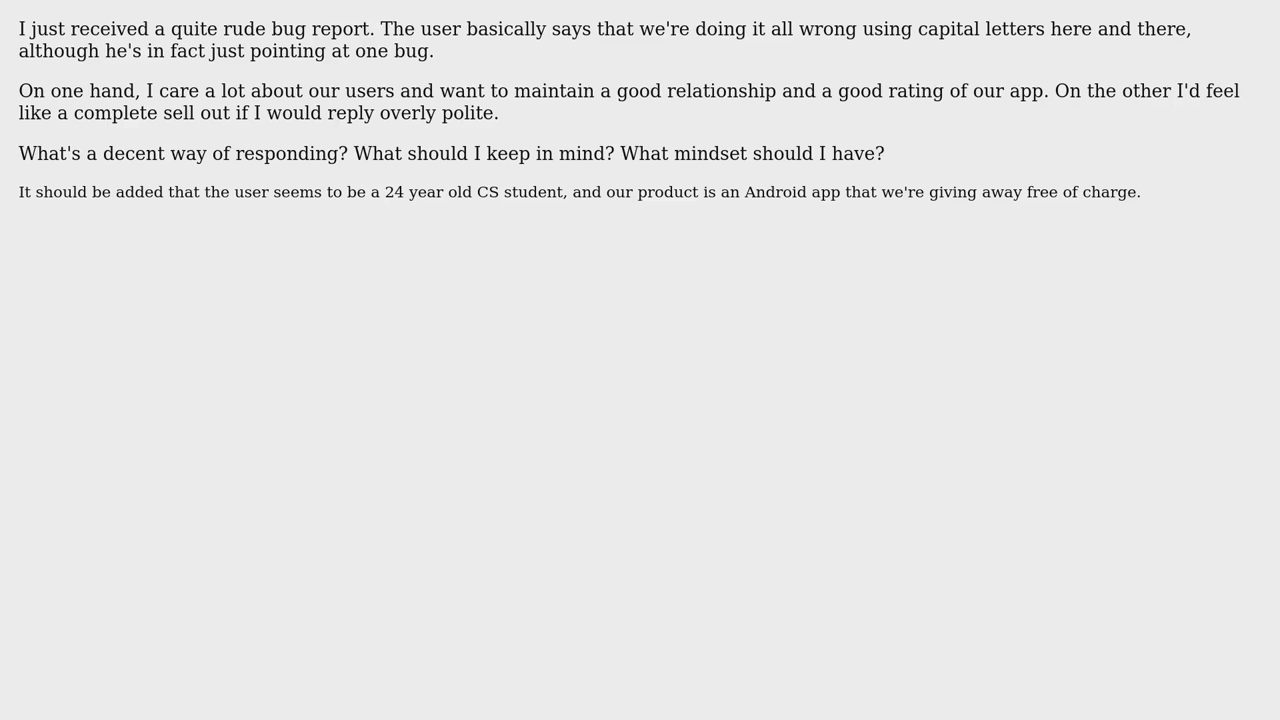 I just received a quite rude bug report. The user basically says that we're doing it all wrong using capital letters here and there,
although he's in fact just pointing at one bug.
On one hand, I care a lot about our users and want to maintain a good relationship and a good rating of our app. On the other I'd feel
like a complete sell out if I would reply overly polite.
What's a decent way of responding? What should I keep in mind? What mindset should I have?
It should be added that the user seems to be a 24 year old CS student, and our product is an Android app that we're giving away free of charge.